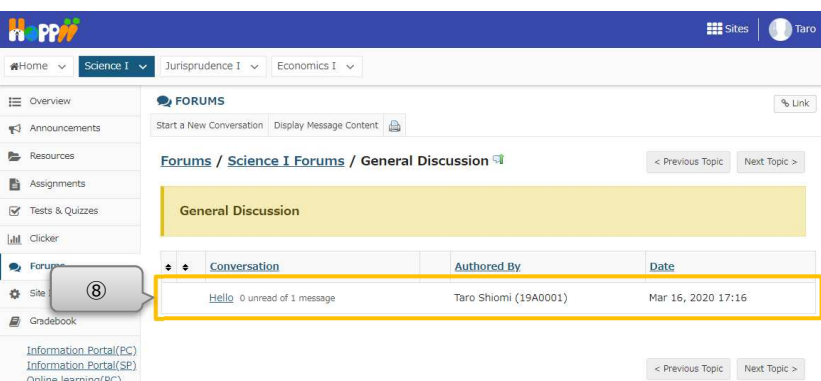 Hoppii
Sites Taro
Home Science I Jurisprudence I Economics I
Overview
Announcements
Resources
Assignments
Tests & Quizzes
Clicker
Forums
Site
Gradebook
Information Portal(PC)
Information Portal(SP)
Online learning(PC)
FORUMS
Link
Start a New Conversation Display Message Content
Forums / Science I Forums / General Discussion
< Previous Topic Next Topic >
General Discussion
Conversation Authored By Date
⑧
Hello 0 unread of 1 message Taro Shiomi (19A0001) Mar 16, 2020 17:16
< Previous Topic Next Topic >